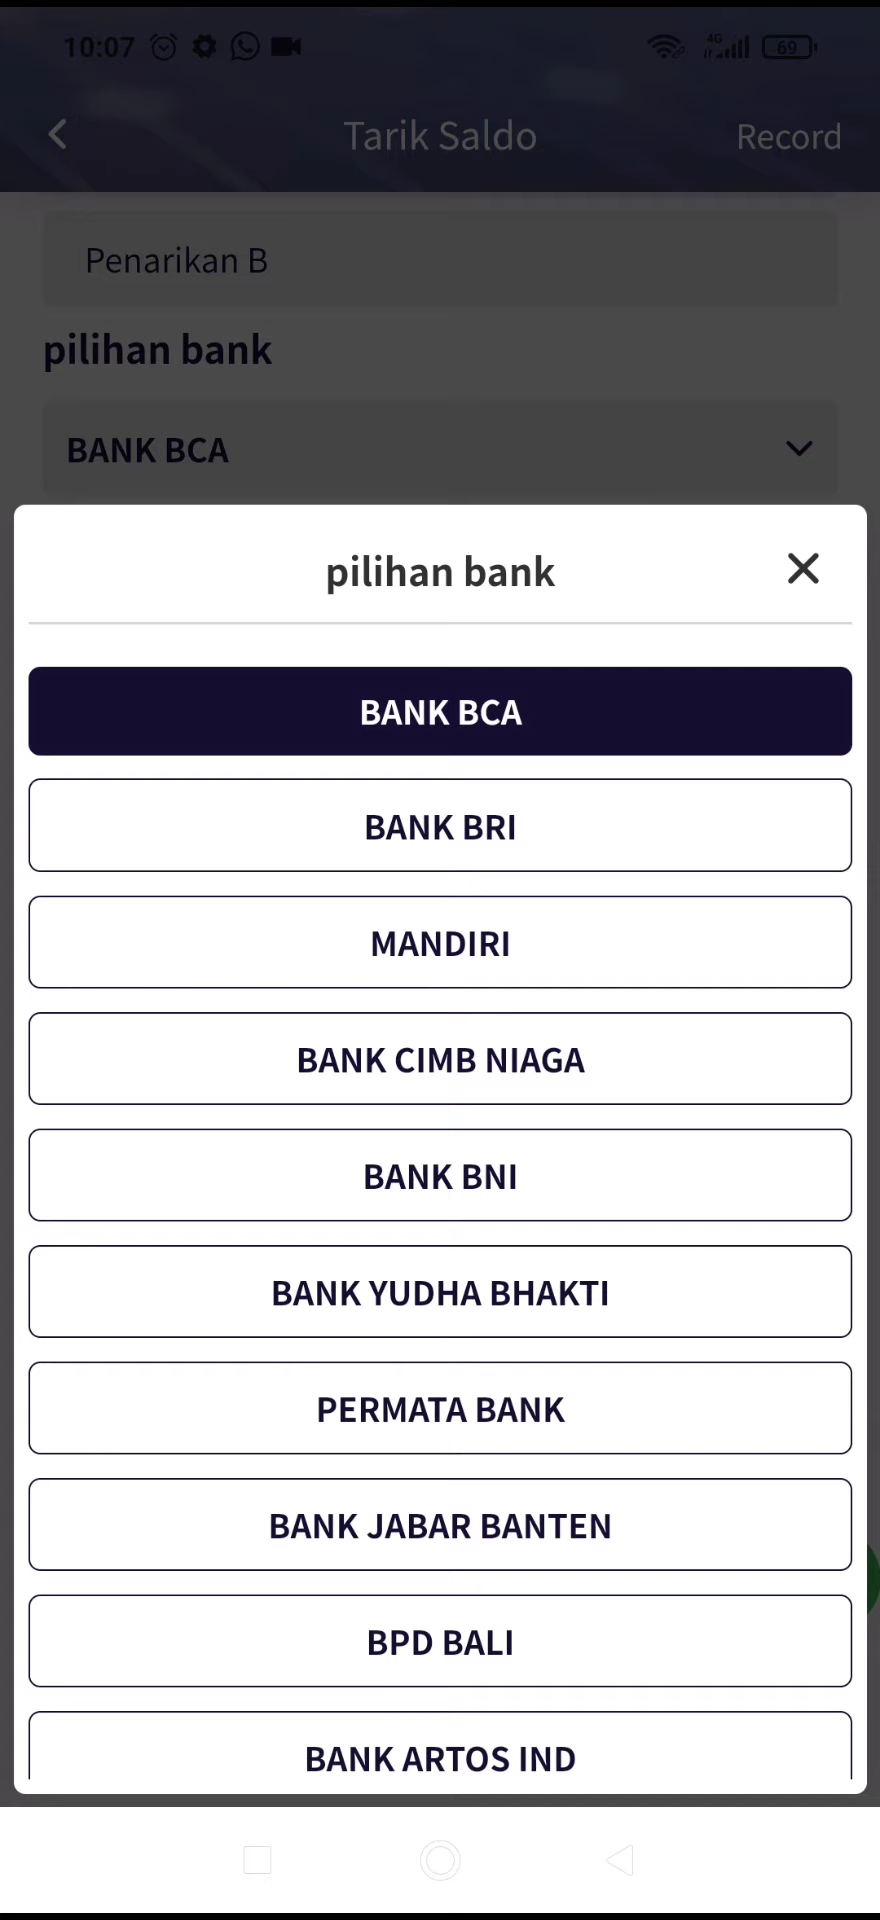 10:07
4G
69
Tarik Saldo
Record
Penarikan B
pilihan bank
BANK BCA
pilihan bank
BANK BCA
BANK BRI
MANDIRI
BANK CIMB NIAGA
BANK BNI
BANK YUDHA BHAKTI
PERMATA BANK
BANK JABAR BANTEN
BPD BALI
BANK ARTOS IND